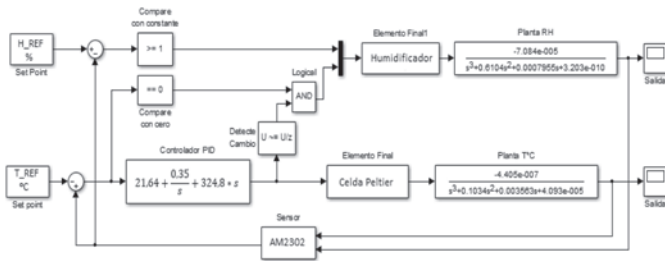 Compare
con constante
H_REF
%
Set Point
>= 1
Elemento Final1
Humidificador
Planta RH
-7.084e-005
s³+0.6104s²+0.0007955s+3.203e-010
Salida
== 0
Compare
con cero
Logical
AND
Detecte
Cambio
U ~= U/z
T_REF
ºC
Set point
Controlador PID
21,64 + 0.35/s + 324,8 * s
Elemento Final
Celda Peltier
Planta TºC
-4.405e-007
s³+0.1034s²+0.003563s+4.093e-005
Salida
Sensor
AM2302